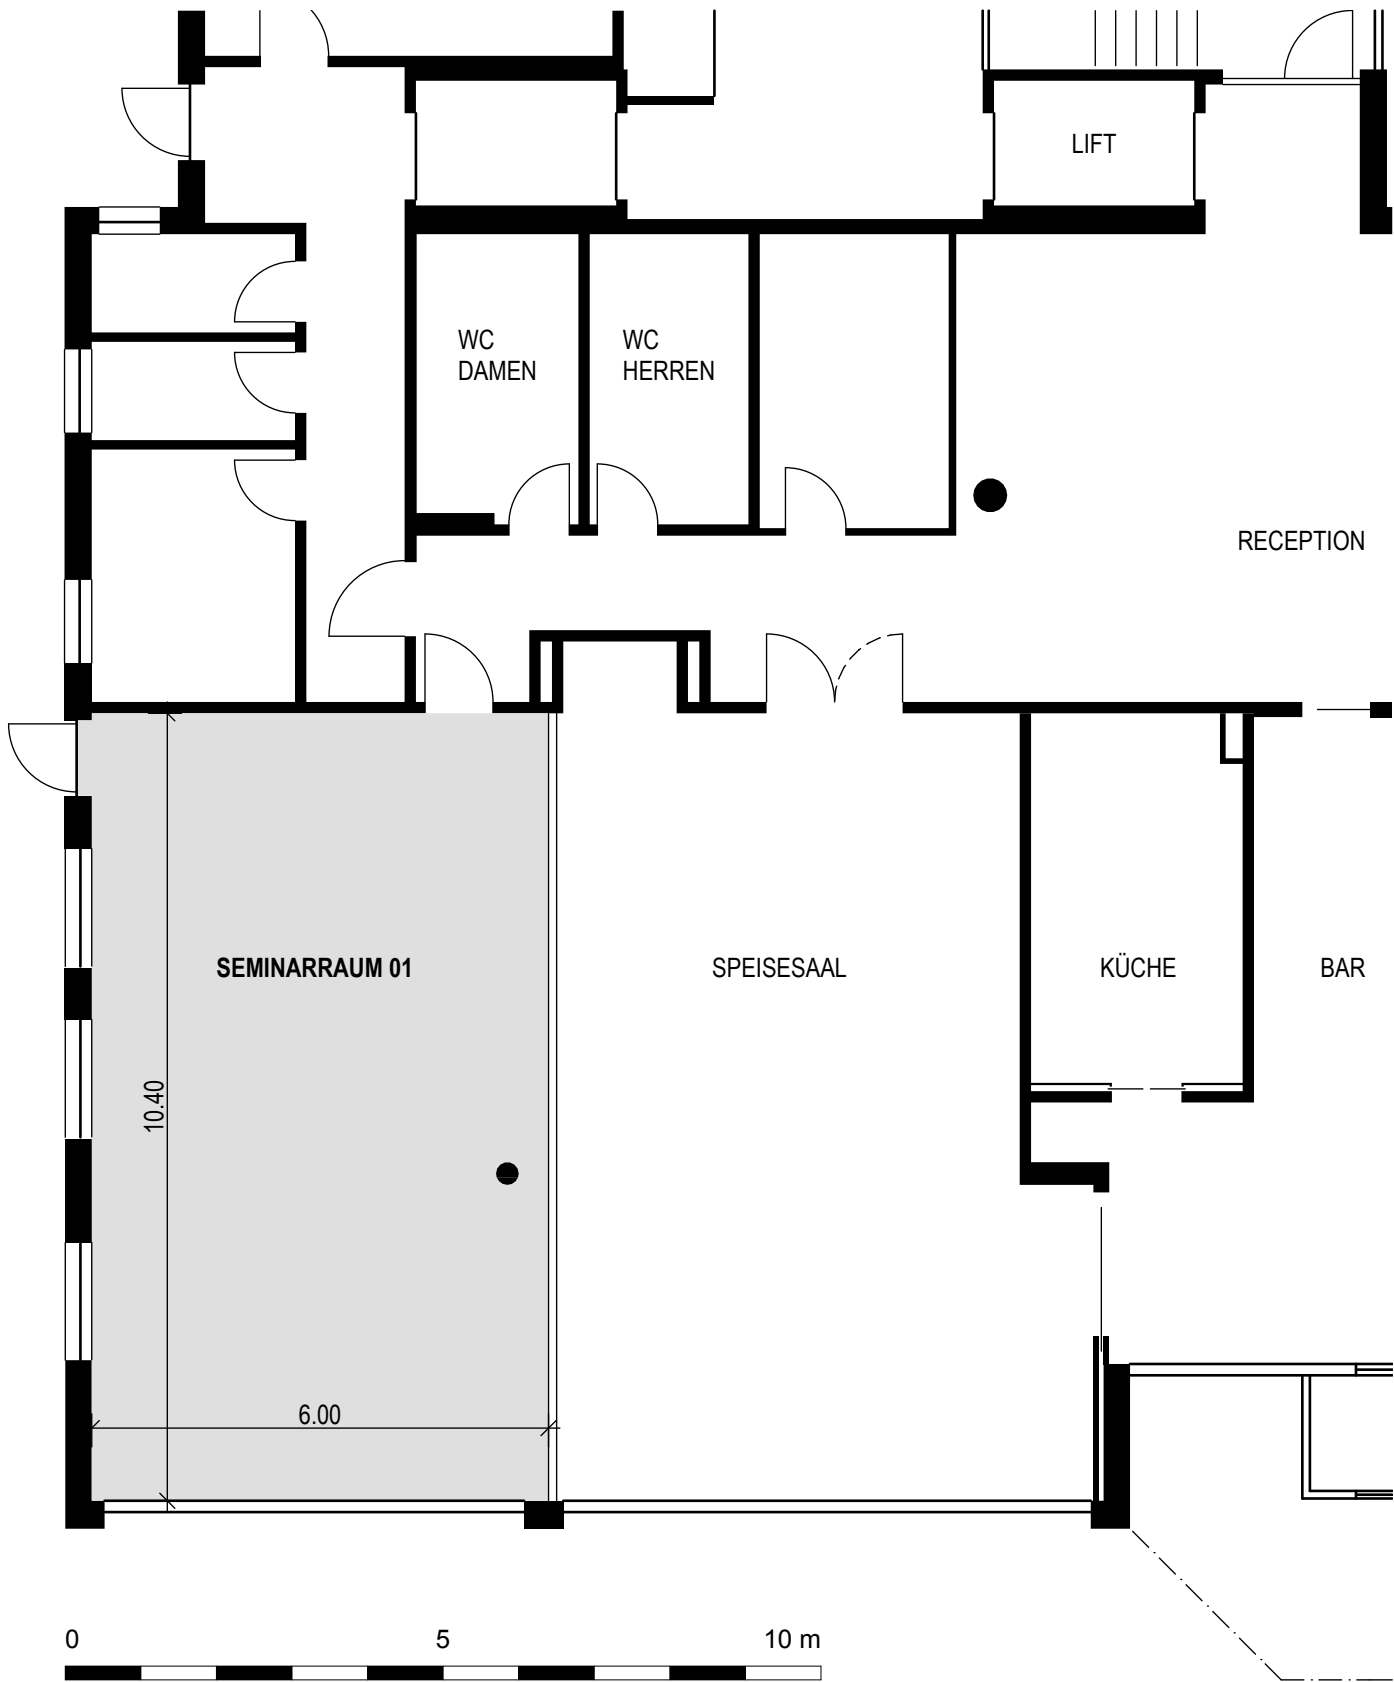 LIFT
WC
DAMEN
WC
HERREN
RECEPTION
SEMINARRAUM 01
SPEISESAAL
KÜCHE
BAR
10.40
6.00
0
5
10 m